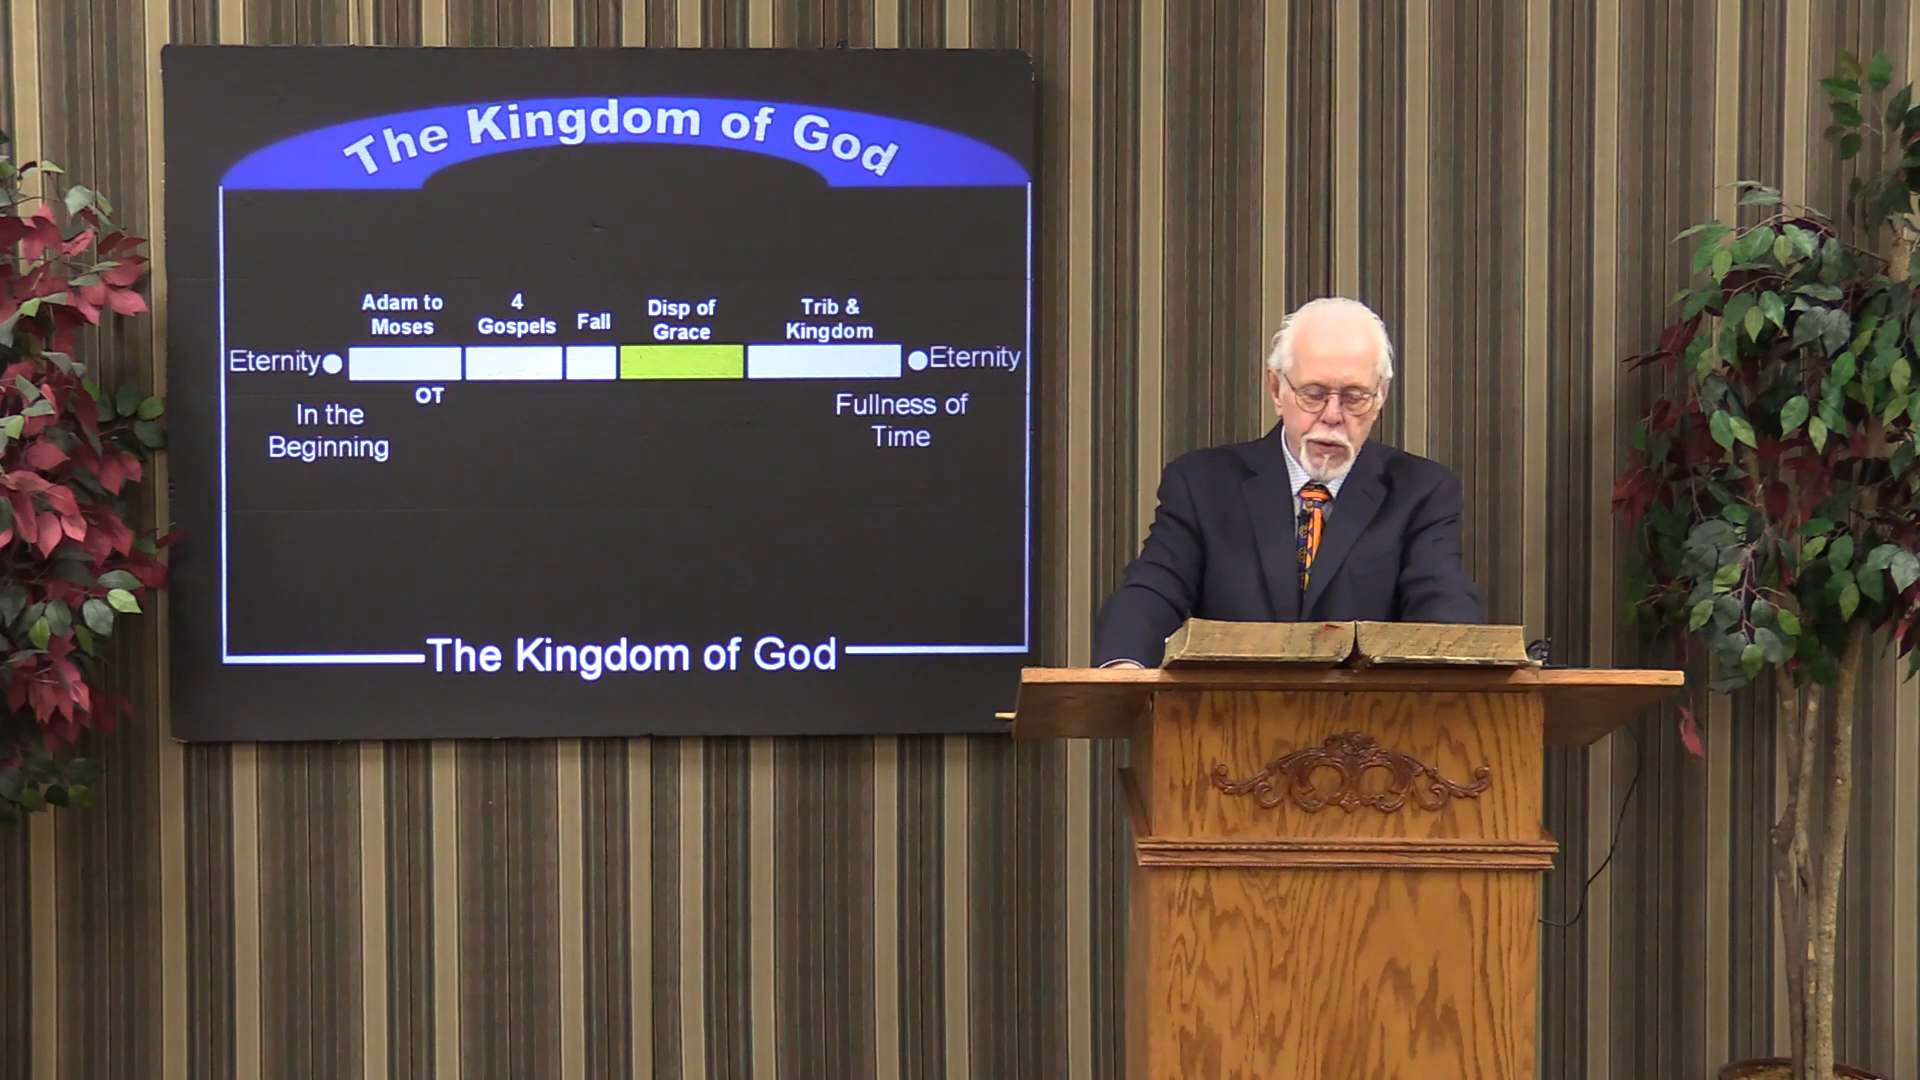 The Kingdom of God
Adam to
Moses
4
Gospels
Fall
Disp of
Grace
Trib &
Kingdom
Eternity
Eternity
OT
In the
Beginning
Fullness of
Time
The Kingdom of God